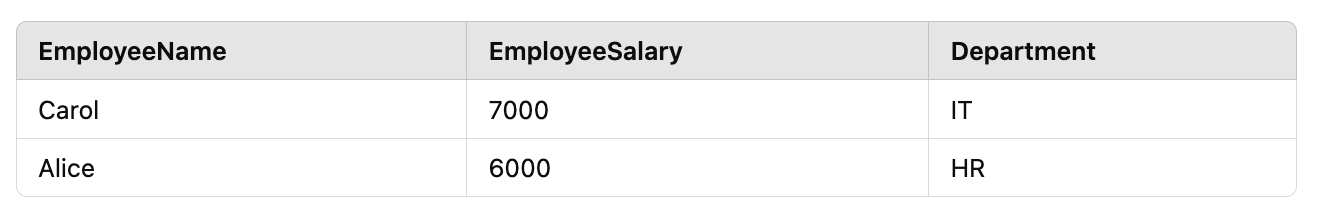 EmployeeName EmployeeSalary Department
Carol 7000 IT
Alice 6000 HR